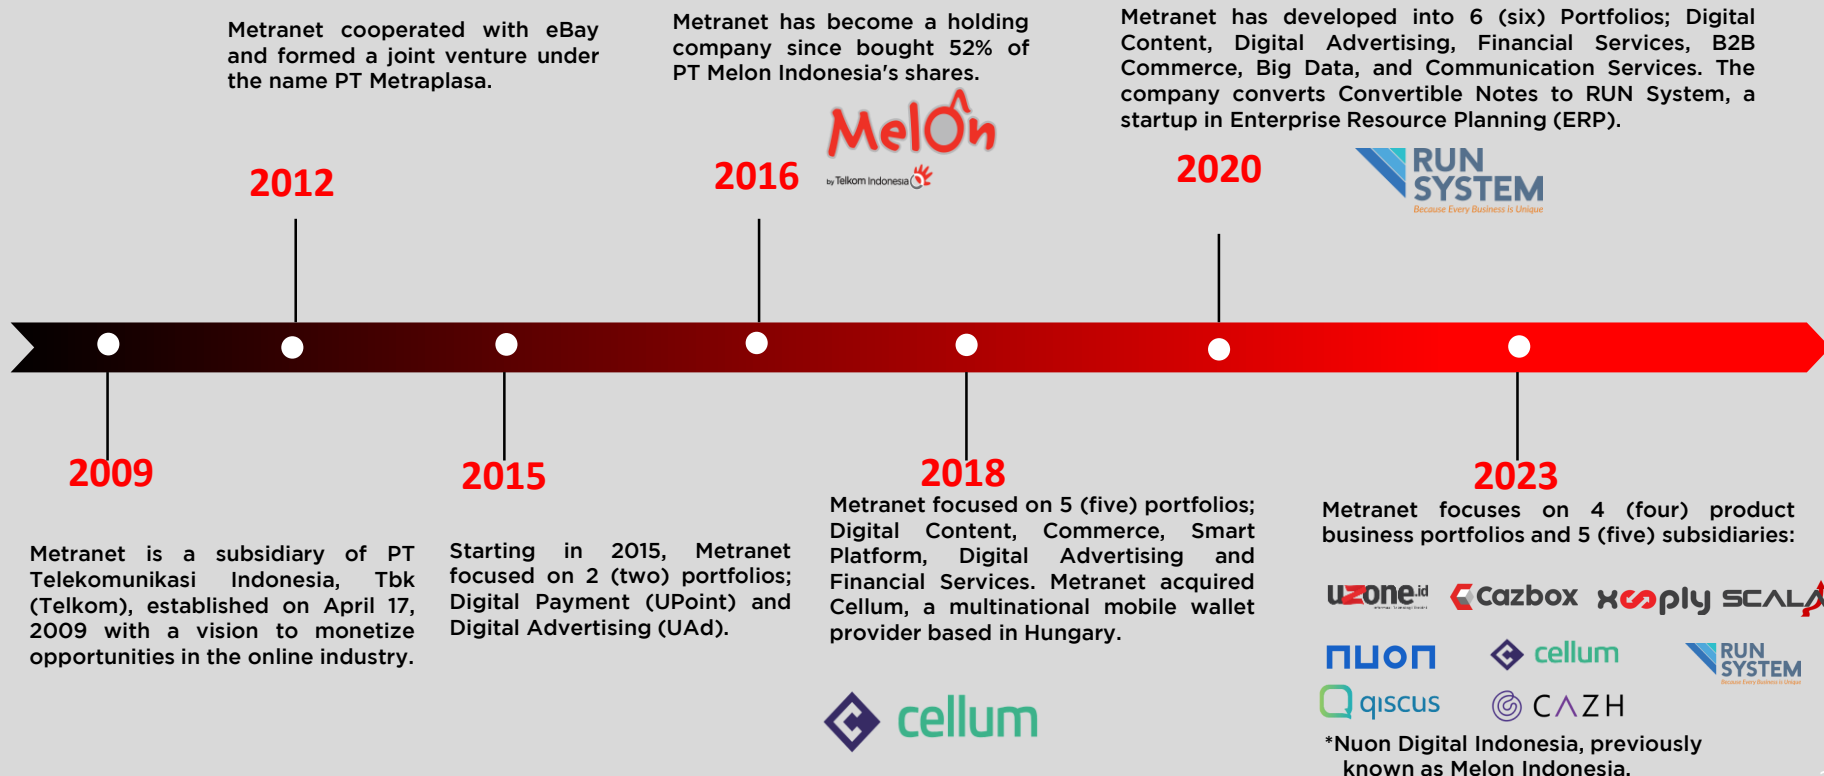 Metranet cooperated with eBay
and formed a joint venture under
the name PT Metraplasa.
2012
Metranet has become a holding
company since bought 52% of
PT Melon Indonesia's shares.
MelOn
by Telkom Indonesia
2016
Metranet has developed into 6 (six) Portfolios; Digital
Content, Digital Advertising, Financial Services, B2B
Commerce, Big Data, and Communication Services. The
company converts Convertible Notes to RUN System, a
startup in Enterprise Resource Planning (ERP).
2020
RUN
SYSTEM
Because Every Business is Unique
2009
Metranet is a subsidiary of PT
Telekomunikasi Indonesia, Tbk
(Telkom), established on April 17,
2009 with a vision to monetize
opportunities in the online industry.
2015
Starting in 2015, Metranet
focused on 2 (two) portfolios;
Digital Payment (UPoint) and
Digital Advertising (UAd).
2018
Metranet focused on 5 (five) portfolios;
Digital Content, Commerce, Smart
Platform, Digital Advertising and
Financial Services. Metranet acquired
Cellum, a multinational mobile wallet
provider based in Hungary.
cellum
2023
Metranet focuses on 4 (four) product
business portfolios and 5 (five) subsidiaries:
uzone.id
Cazbox
xooply
SCALA
nuon
cellum
RUN
SYSTEM
Because Every Business is Unique
qiscus
CAZH
*Nuon Digital Indonesia, previously
known as Melon Indonesia.